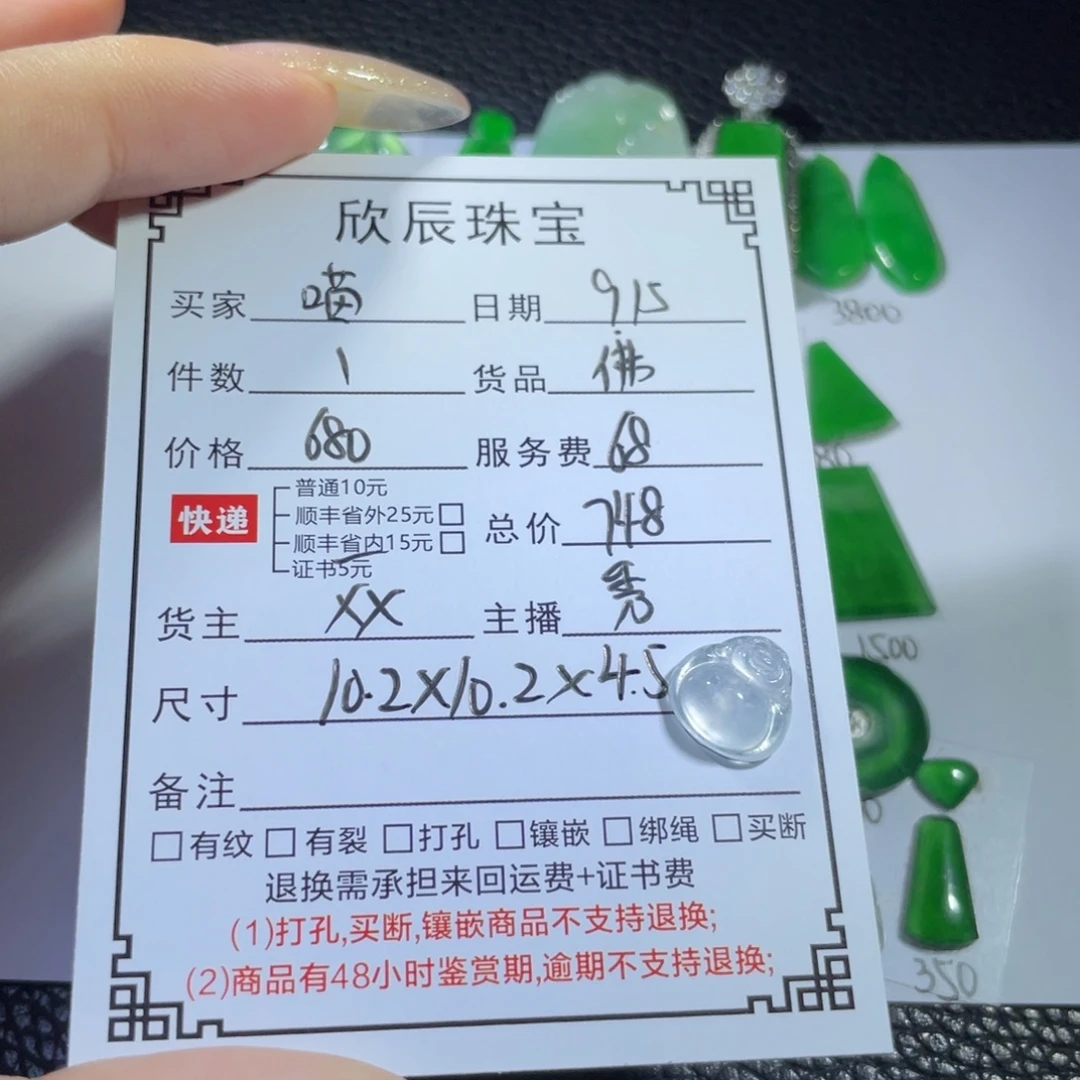 欣辰珠宝
买家 喵 日期 9.15
件数 1 货品 佛
价格 680 服务费 68
快递 普通10元
顺丰省外25元□
顺丰省内15元□
证书5元
总价 748
货主 XX 主播 秀
尺寸 10.2X10.2X4.5
备注
□有纹 □有裂 □打孔 □镶嵌 □绑绳 □买断
退换需承担来回运费+证书费
(1)打孔,买断,镶嵌商品不支持退换;
(2)商品有48小时鉴赏期,逾期不支持退换;
3800
80
1500
0
350